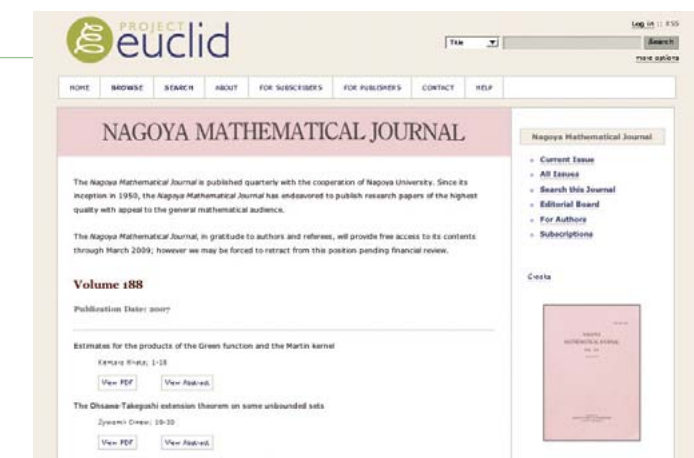 PROJECT
euclid
Log in :: RSS
Title
Search
more options
HOME BROWSE SEARCH ABOUT FOR SUBSCRIBERS FOR PUBLISHERS CONTACT HELP
NAGOYA MATHEMATICAL JOURNAL
The Nagoya Mathematical Journal is published quarterly with the cooperation of Nagoya University. Since its
inception in 1950, the Nagoya Mathematical Journal has endeavored to publish research papers of the highest
quality with appeal to the general mathematical audience.
The Nagoya Mathematical Journal, in gratitude to authors and referees, will provide free access to its contents
through March 2009; however we may be forced to retract from this position pending financial review.
Volume 188
Publication Date: 2007
Estimates for the products of the Green function and the Martin kernel
1-18
View PDF View Abstract
The Ohsawa-Takegoshi extension theorem on some unbounded sets
View PDF View Abstract
Nagoya Mathematical Journal
Current Issue
All Issues
Search this Journal
Editorial Board
For Authors
Subscriptions
NAGOYA
MATHEMATICAL JOURNAL